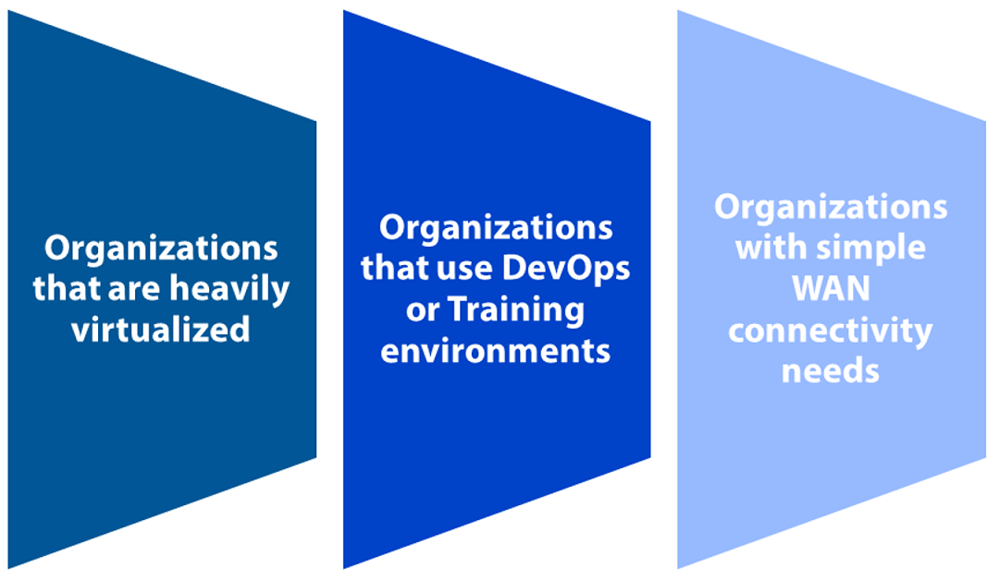 Organizations
that are heavily
virtualized
Organizations
that use DevOps
or Training
environments
Organizations
with simple
WAN
connectivity
needs